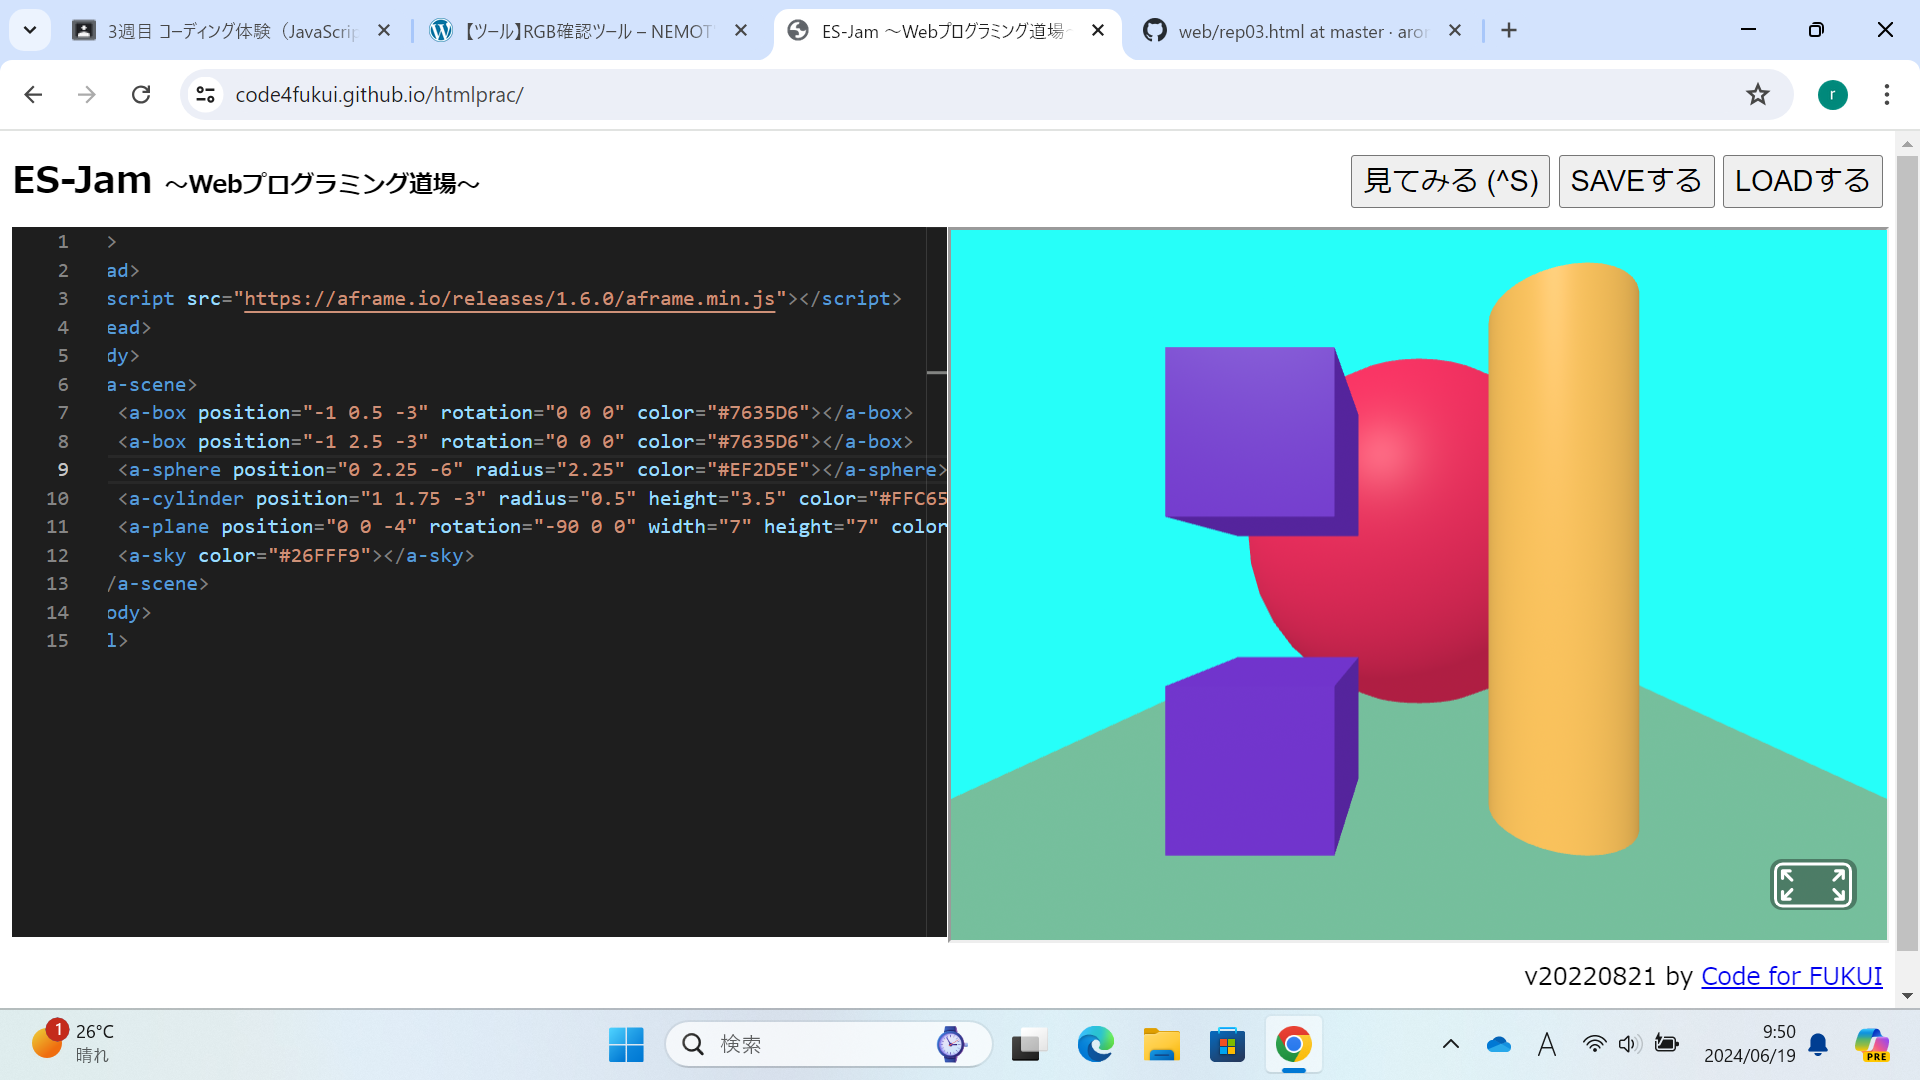 3週目 コーディング体験（JavaScrip
【ツール】RGB確認ツール – NEMOT
ES-Jam ～Webプログラミング道場～
web/rep03.html at master · aron
code4fukui.github.io/htmlprac/
r
ES-Jam ～Webプログラミング道場～
見てみる (^S)
SAVEする
LOADする
1 >
2 ad>
3 script src="https://aframe.io/releases/1.6.0/aframe.min.js"></script>
4 ead>
5 dy>
6 a-scene>
7 <a-box position="-1 0.5 -3" rotation="0 0 0" color="#7635D6"></a-box>
8 <a-box position="-1 2.5 -3" rotation="0 0 0" color="#7635D6"></a-box>
9 <a-sphere position="0 2.25 -6" radius="2.25" color="#EF2D5E"></a-sphere>
10 <a-cylinder position="1 1.75 -3" radius="0.5" height="3.5" color="#FFC65
11 <a-plane position="0 0 -4" rotation="-90 0 0" width="7" height="7" color
12 <a-sky color="#26FFF9"></a-sky>
13 /a-scene>
14 ody>
15 l>
v20220821 by Code for FUKUI
1
26°C
晴れ
検索
A
9:50
2024/06/19
PRE